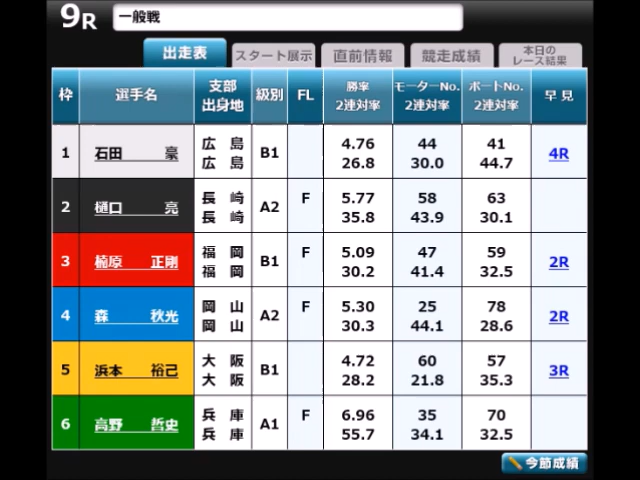 9R 一般戦
出走表 スタート展示 直前情報 競走成績 本日の
レース結果
枠 選手名 支部 級別 FL 勝率 モーターNo. ボートNo. 早見
出身地 2連対率 2連対率 2連対率
1 石田 豪 広島 B1 4.76 44 41 4R
広島 26.8 30.0 44.7
2 樋口 亮 長崎 A2 F 5.77 58 63
長崎 35.8 43.9 30.1
3 楠原 正剛 福岡 B1 F 5.09 47 59 2R
福岡 30.2 41.4 32.5
4 森 秋光 岡山 A2 F 5.30 25 78 2R
岡山 30.3 44.1 28.6
5 浜本 裕己 大阪 B1 4.72 60 57 3R
大阪 28.2 21.8 35.3
6 高野 哲史 兵庫 A1 F 6.96 35 70
兵庫 55.7 34.1 32.5
今節成績